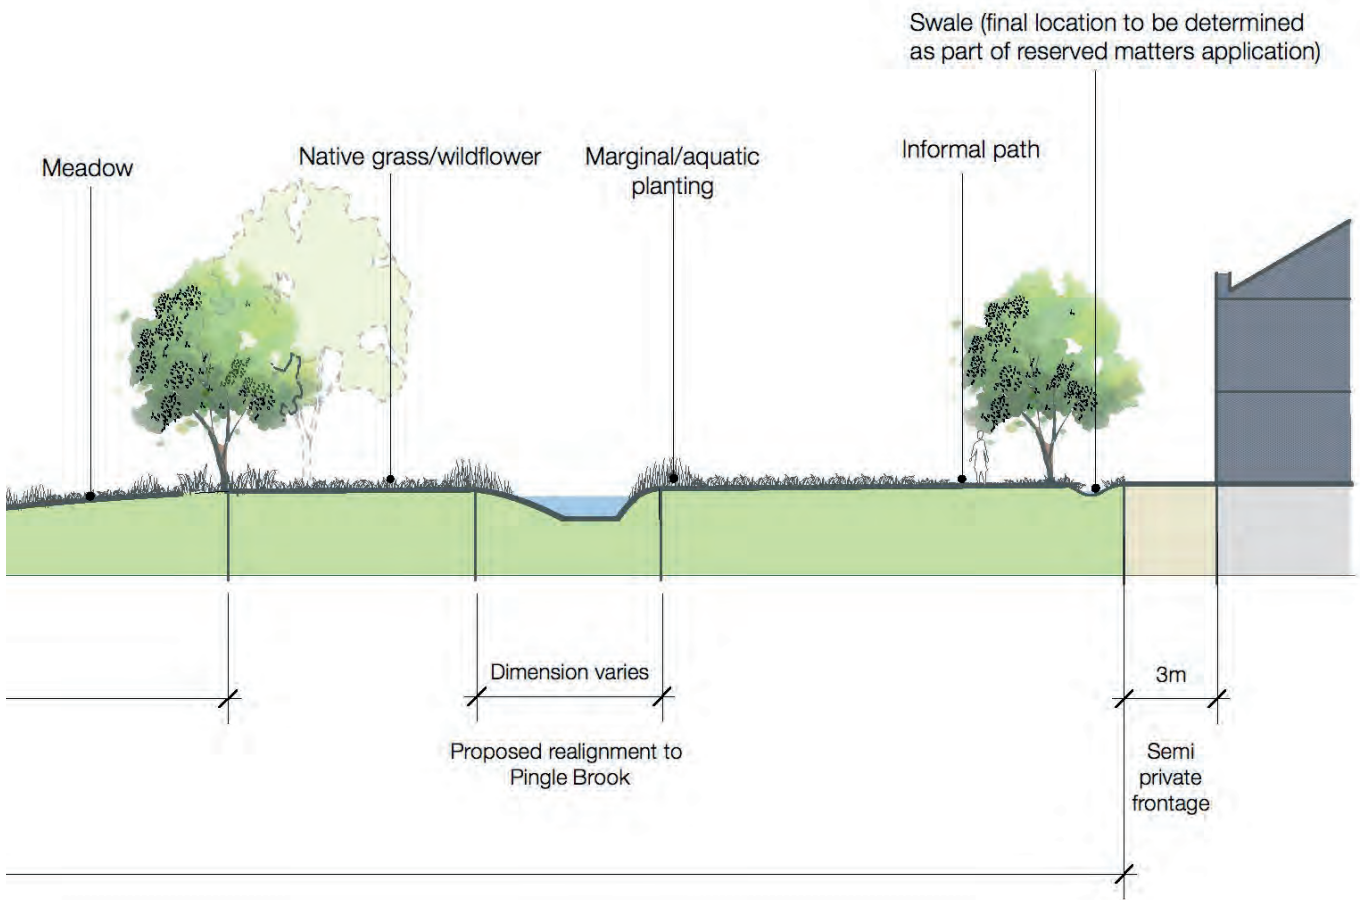 Swale (final location to be determined
as part of reserved matters application)
Meadow
Native grass/wildflower
Marginal/aquatic
planting
Informal path
Dimension varies
3m
Proposed realignment to
Pingle Brook
Semi
private
frontage